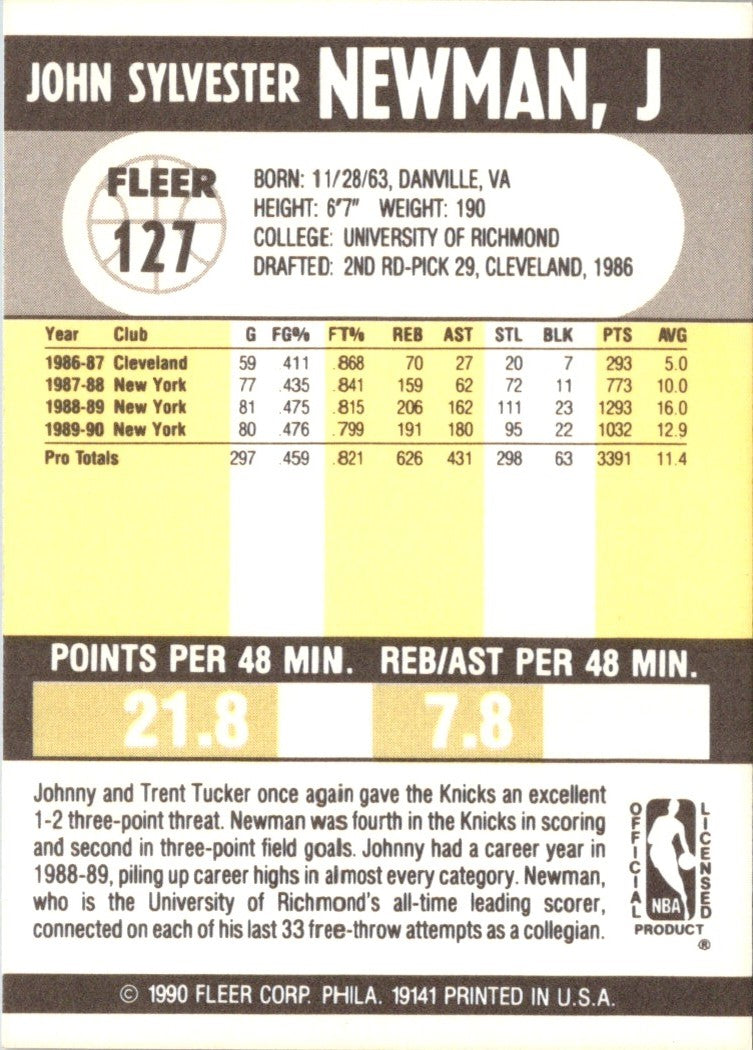 JOHN SYLVESTER NEWMAN, J
FLEER
127
BORN: 11/28/63, DANVILLE, VA
HEIGHT: 6'7" WEIGHT: 190
COLLEGE: UNIVERSITY OF RICHMOND
DRAFTED: 2ND RD-PICK 29, CLEVELAND, 1986
Year Club G FG% FT% REB AST STL BLK PTS AVG
1986-87 Cleveland 59 .411 .868 70 27 20 7 293 5.0
1987-88 New York 77 .435 .841 159 62 72 11 773 10.0
1988-89 New York 81 .475 .815 206 162 111 23 1293 16.0
1989-90 New York 80 .476 .799 191 180 95 22 1032 12.9
Pro Totals 297 .459 .821 626 431 298 63 3391 11.4
POINTS PER 48 MIN. REB/AST PER 48 MIN.
21.8 7.8
Johnny and Trent Tucker once again gave the Knicks an excellent
1-2 three-point threat. Newman was fourth in the Knicks in scoring
and second in three-point field goals. Johnny had a career year in
1988-89, piling up career highs in almost every category. Newman,
who is the University of Richmond's all-time leading scorer,
connected on each of his last 33 free-throw attempts as a collegian.
OFFICIAL
NBA
LICENSED
PRODUCT
®
© 1990 FLEER CORP. PHILA. 19141 PRINTED IN U.S.A.